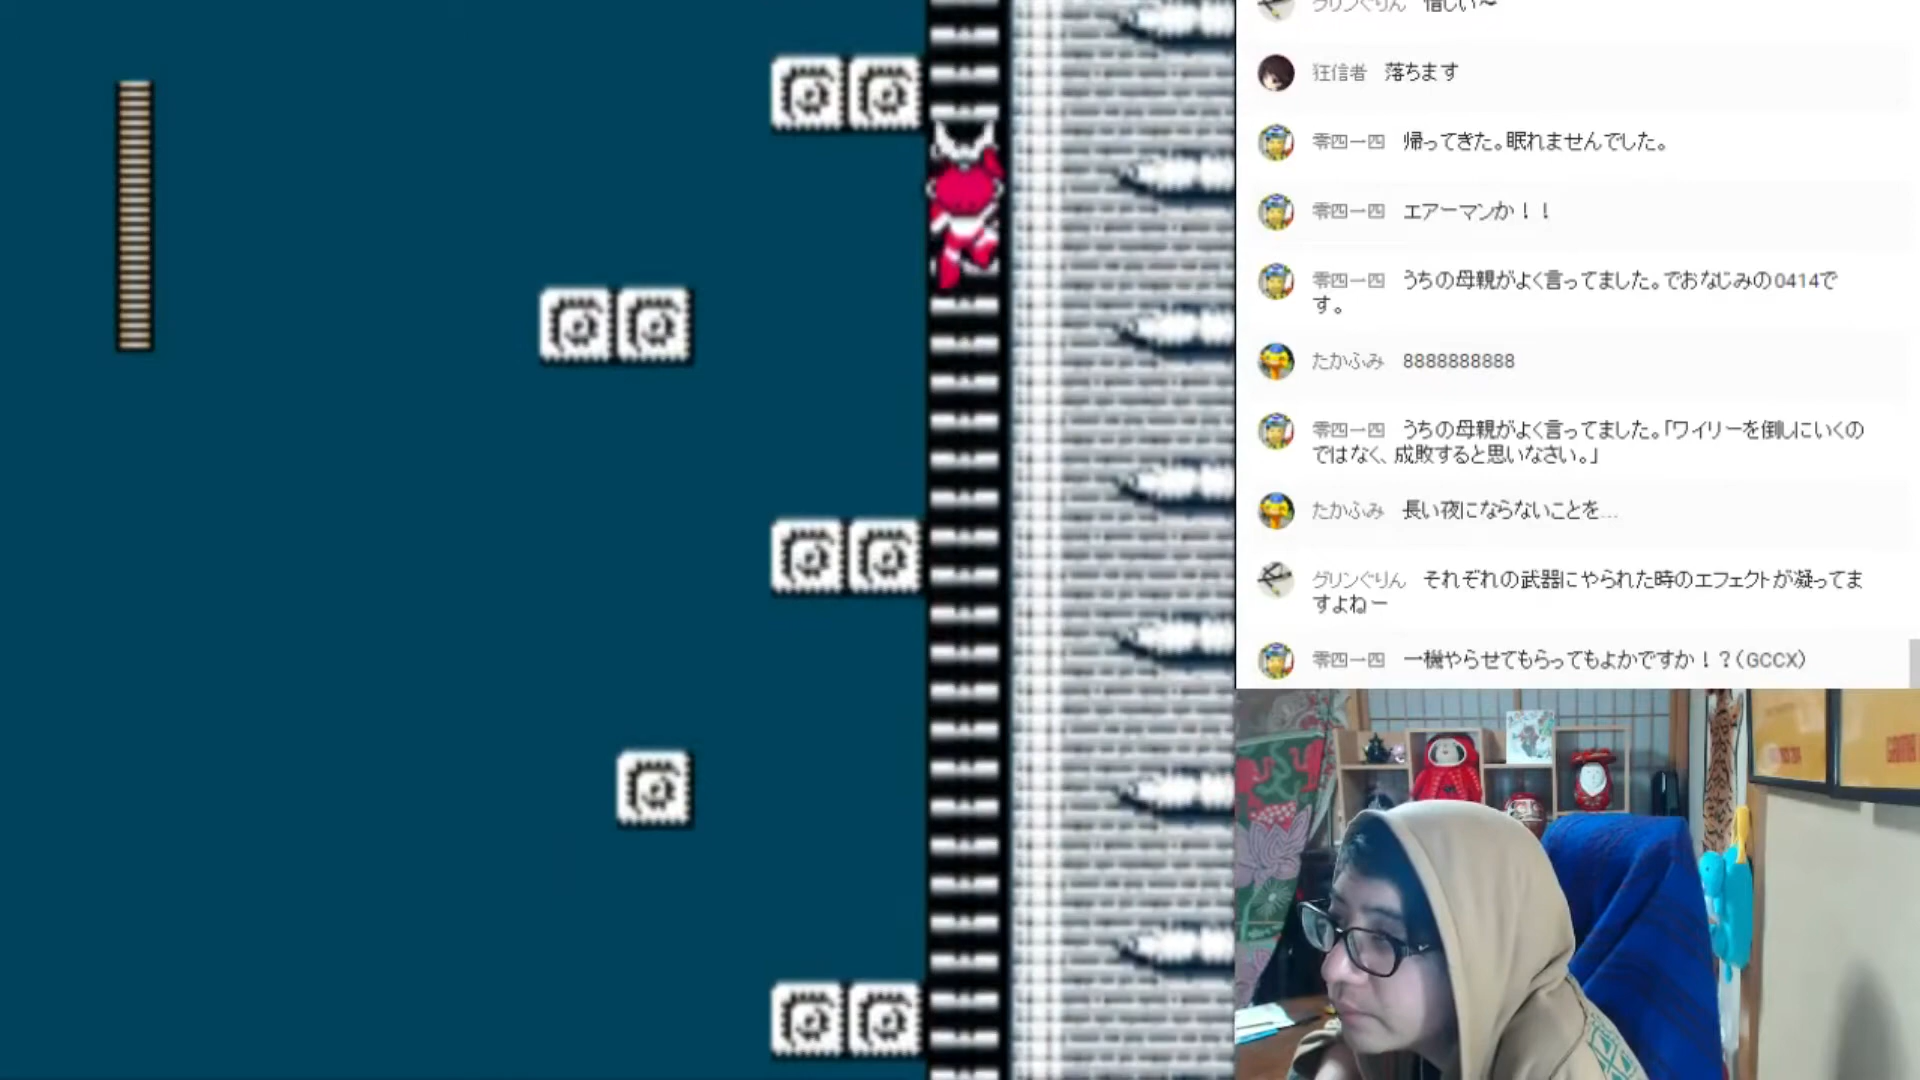 グリンぐりん 惜しい～
狂信者 落ちます
零四一四 帰ってきた。眠れませんでした。
零四一四 エアーマンか！！
零四一四 うちの母親がよく言ってました。でおなじみの0414で
す。
たかふみ 8888888888
零四一四 うちの母親がよく言ってました。「ワイリーを倒しにいくの
ではなく、成敗すると思いなさい。」
たかふみ 長い夜にならないことを…
グリンぐりん それぞれの武器にやられた時のエフェクトが凝ってま
すよねー
零四一四 一機やらせてもらってもよかですか！？（GCCX）